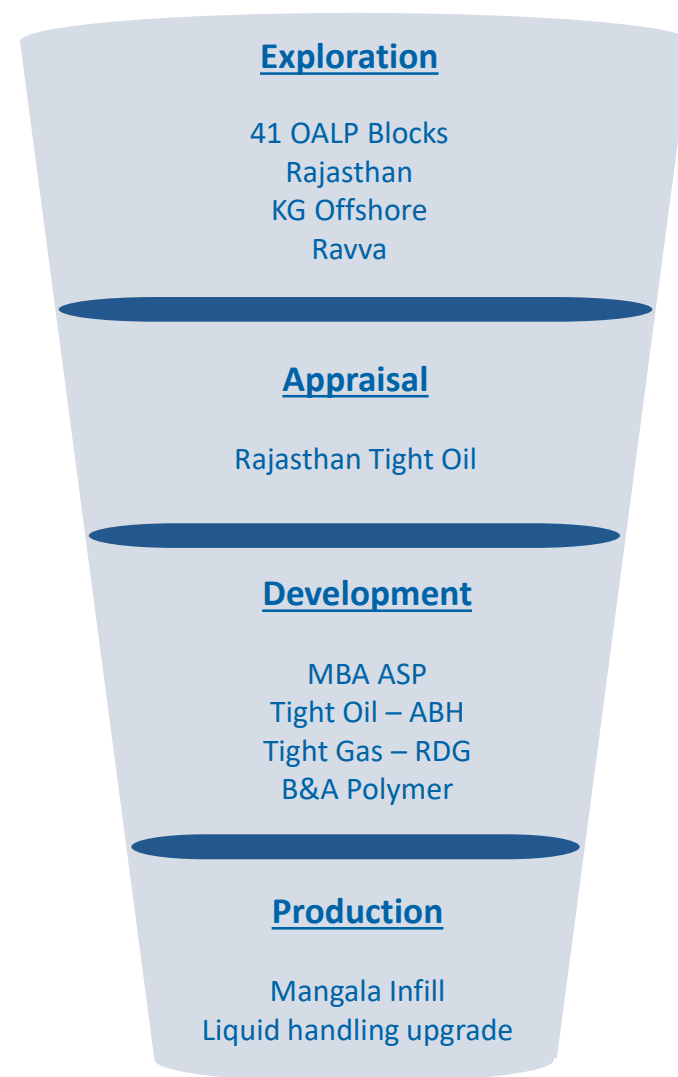 Exploration
41 OALP Blocks
Rajasthan
KG Offshore
Ravva
Appraisal
Rajasthan Tight Oil
Development
MBA ASP
Tight Oil – ABH
Tight Gas – RDG
B&A Polymer
Production
Mangala Infill
Liquid handling upgrade